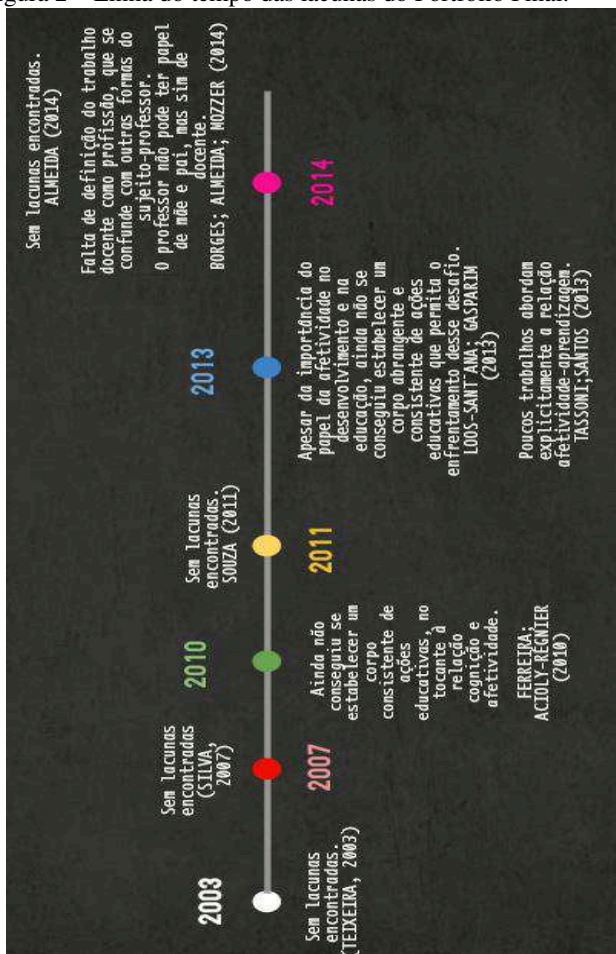 igura 2 – Linha do tempo das lacunas do Portfólio Final.
2003
Sem lacunas
encontradas.
(TEIXEIRA, 2003)
Sem lacunas
encontradas
(SILVA,
2007)
2007
2010
Ainda não
conseguiu se
estabelecer um
corpo
consistente de
ações
educativas, no
tocante à
relação
cognição e
afetividade.
FERREIRA;
ACIOLY-REGNIER
(2010)
Sem lacunas
encontradas.
SOUZA (2011)
2011
2013
Apesar da importância do
papel da afetividade no
desenvolvimento e na
educação, ainda não se
conseguiu estabelecer um
corpo abrangente e
consistente de ações
educativas que permita o
enfrentamento desse desafio.
LOOS-SANT'ANA; GASPARIM
(2013)
Poucos trabalhos abordam
explicitamente a relação
afetividade-aprendizagem.
TASSONI;SANTOS (2013)
Sem lacunas encontradas.
ALMEIDA (2014)
Falta de definição do trabalho
docente como profissão, que se
confunde com outras formas do
sujeito-professor.
O professor não pode ter papel
de mãe e pai, mas sim de
docente.
BORGES; ALMEIDA; MOZZER (2014)
2014